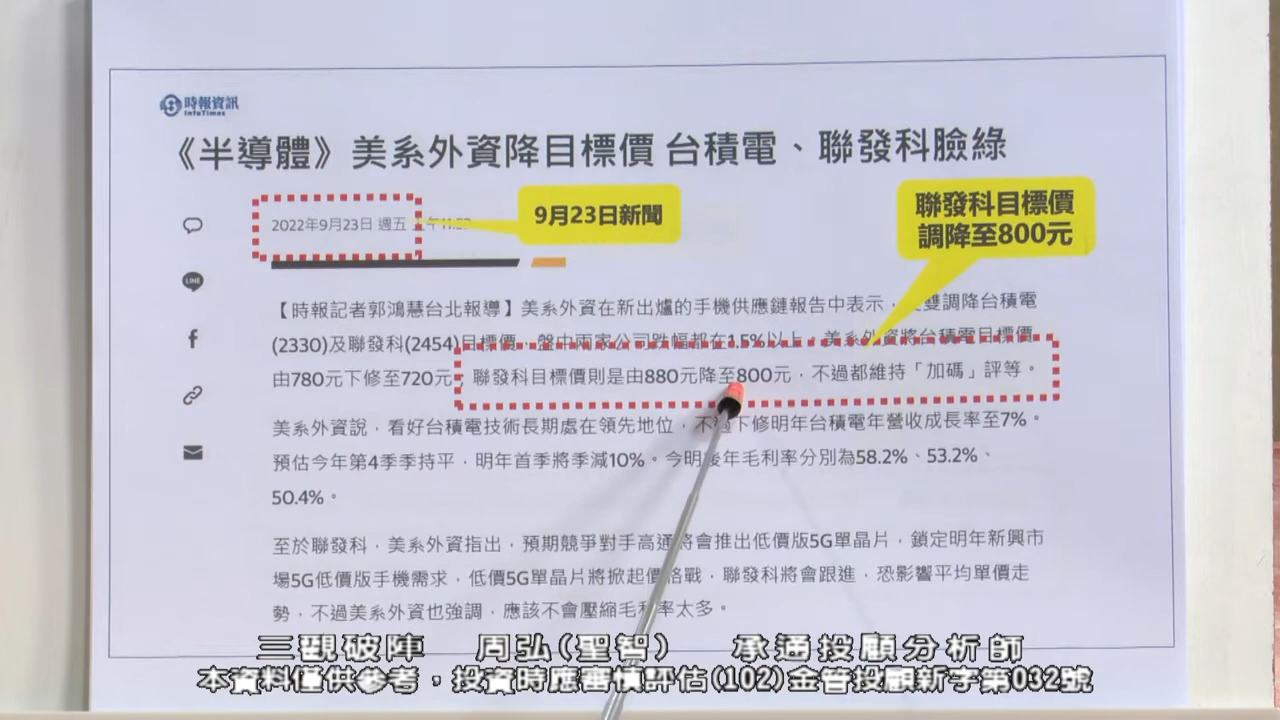 時報資訊
InfoTimes
《半導體》美系外資降目標價 台積電、聯發科臉綠
2022年9月23日 週五
9月23日新聞
聯發科目標價
調降至800元
LINE
【時報記者郭鴻慧台北報導】美系外資在新出爐的手機供應鏈報告中表示，雙調降台積電
(2330)及聯發科(2454)目標價，盤中兩家公司跌幅都在1.5%以上，美系外資將台積電目標價
由780元下修至720元，聯發科目標價則是由880元降至800元，不過都維持「加碼」評等。
美系外資說，看好台積電技術長期處在領先地位，不過下修明年台積電年營收成長率至7%。
預估今年第4季季持平，明年首季將季減10%。今明後年毛利率分別為58.2%、53.2%、
50.4%。
至於聯發科，美系外資指出，預期競爭對手高通將會推出低價版5G單晶片，鎖定明年新興市
場5G低價版手機需求，低價5G單晶片將掀起價格戰，聯發科將會跟進，恐影響平均單價走
勢，不過美系外資也強調，應該不會壓縮毛利率太多。
三觀破陣 周弘(聖智) 承通投顧分析師
本資料僅供參考，投資時應審慎評估(102)金管投顧新字第032號